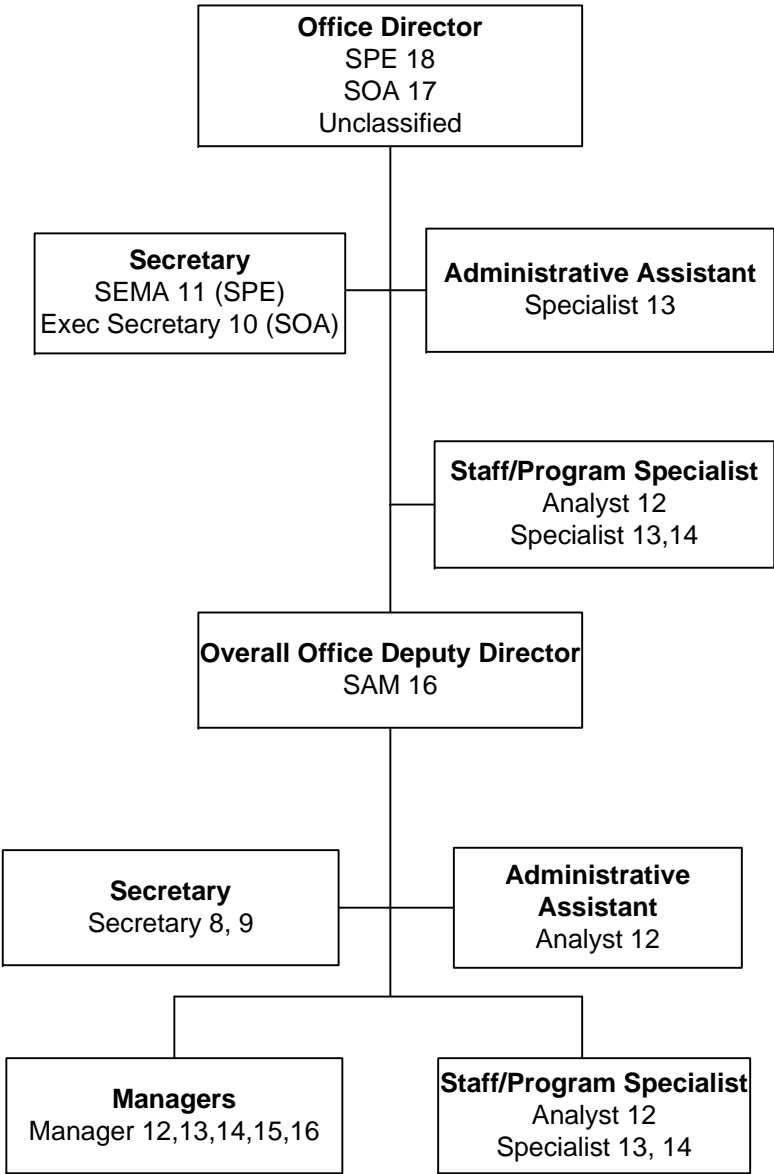 Office Director
SPE 18
SOA 17
Unclassified
Secretary
SEMA 11 (SPE)
Exec Secretary 10 (SOA)
Administrative Assistant
Specialist 13
Staff/Program Specialist
Analyst 12
Specialist 13,14
Overall Office Deputy Director
SAM 16
Secretary
Secretary 8, 9
Administrative
Assistant
Analyst 12
Managers
Manager 12,13,14,15,16
Staff/Program Specialist
Analyst 12
Specialist 13, 14